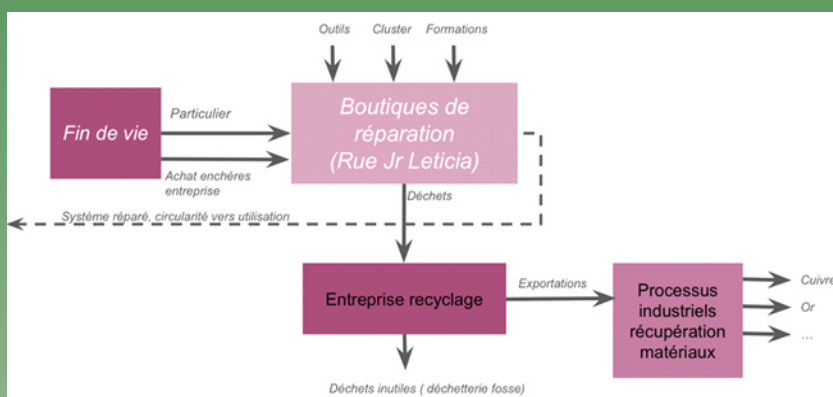 Outils
Cluster
Formations
Fin de vie
Particulier
Achat enchères
entreprise
Boutiques de
réparation
(Rue Jr Leticia)
Déchets
Système réparé, circularité vers utilisation
Entreprise recyclage
Exportations
Processus
industriels
récupération
matériaux
Cuivre
Or
...
Déchets inutiles ( déchetterie fosse)